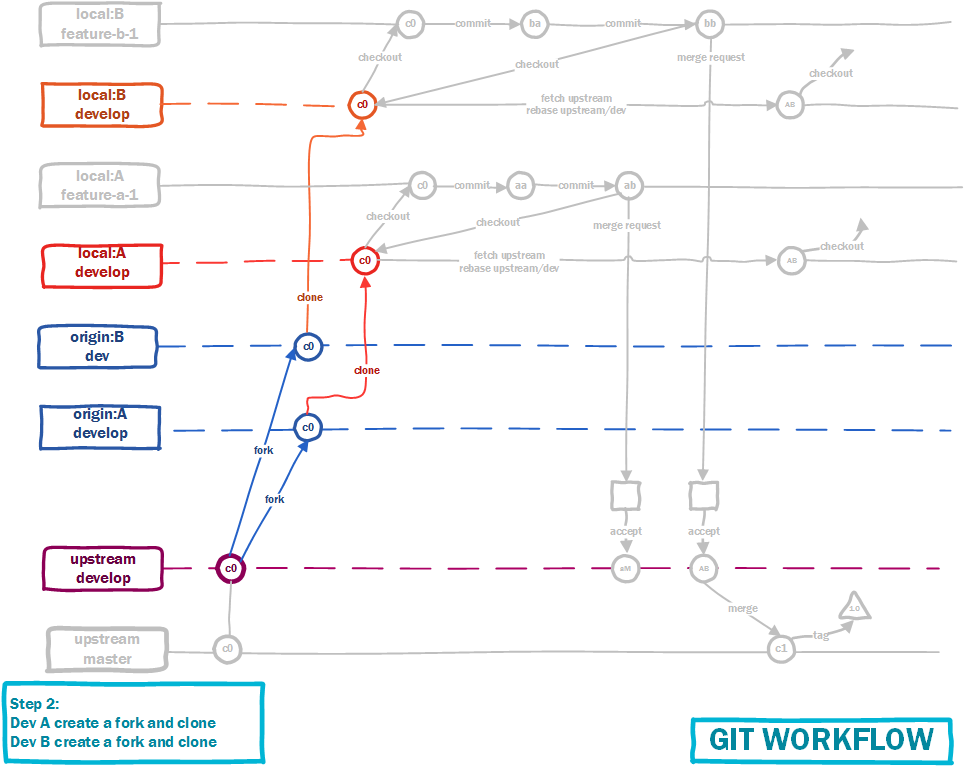 local:B
feature-b-1
c0
commit
ba
commit
bb
checkout
checkout
merge request
checkout
local:B
develop
c0
fetch upstream
rebase upstream/dev
AB
local:A
feature-a-1
c0
commit
aa
commit
ab
checkout
checkout
merge request
checkout
local:A
develop
c0
fetch upstream
rebase upstream/dev
AB
clone
origin:B
dev
c0
clone
origin:A
develop
c0
fork
fork
accept
accept
upstream
develop
c0
aM
AB
merge
1.0
tag
upstream
master
c0
c1
Step 2:
Dev A create a fork and clone
Dev B create a fork and clone
GIT WORKFLOW